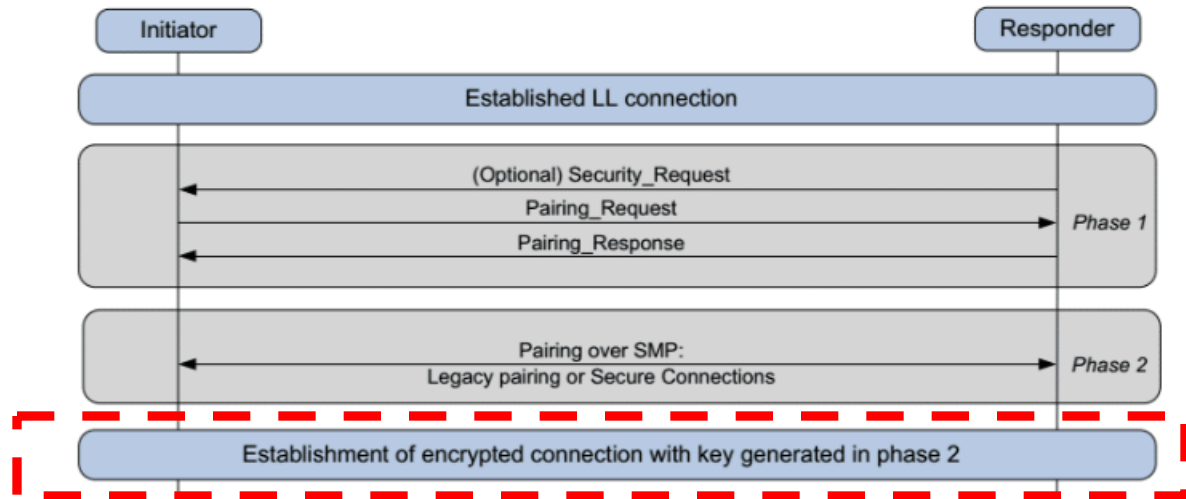 Initiator
Responder
Established LL connection
(Optional) Security_Request
Pairing_Request
Phase 1
Pairing_Response
Pairing over SMP:
Phase 2
Legacy pairing or Secure Connections
Establishment of encrypted connection with key generated in phase 2